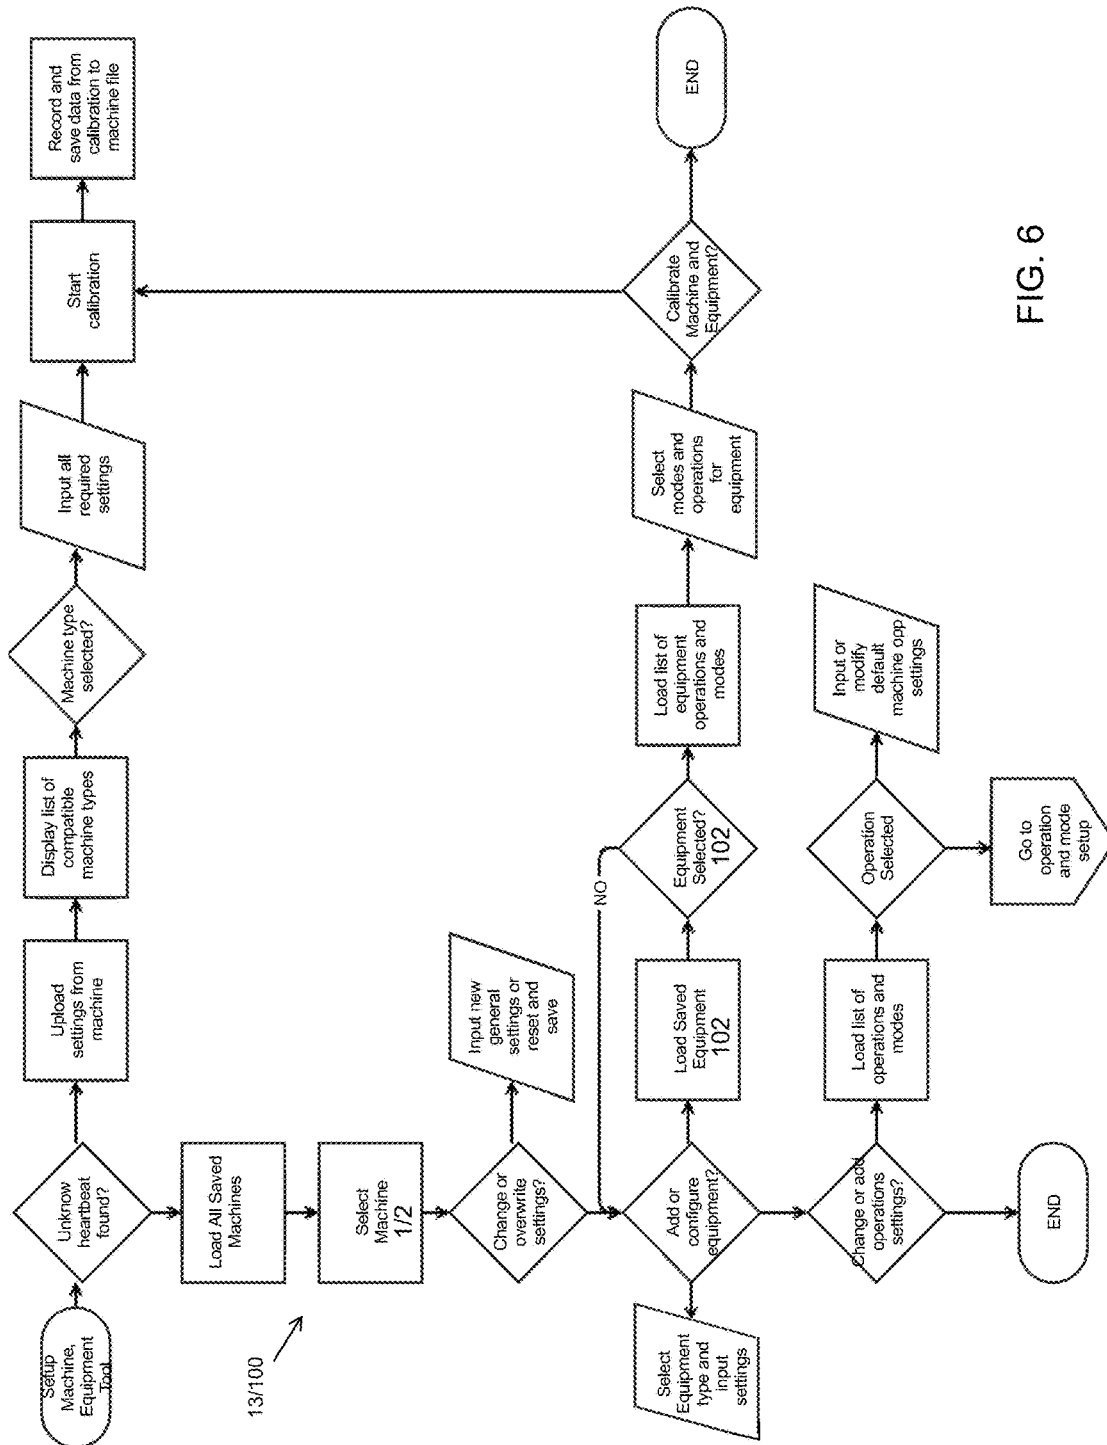 Setup
Machine,
Equipment
Tool
Unknow
heartbeat
found?
Upload
settings from
machine
Display list of
compatible
machine types
Machine type
selected?
Input all
required
settings
Start
calibration
Record and
save data from
calibration to
machine file
Load All Saved
Machines
13/100
Select
Machine
1/2
Change or
overwrite
settings?
Input new
general
settings or
reset and
save
NO
Select
Equipment
type and
input
settings
Add or
configure
equipment?
Load Saved
Equipment
102
Equipment
Selected?
102
Load list of
equipment
operations and
modes
Select
modes and
operations
for
equipment
Calibrate
Machine and
Equipment?
END
Change or add
operations
settings?
Load list of
operations and
modes
Operation
Selected
Input or
modify
default
machine opp
settings
END
Go to
operation
and mode
setup
FIG. 6